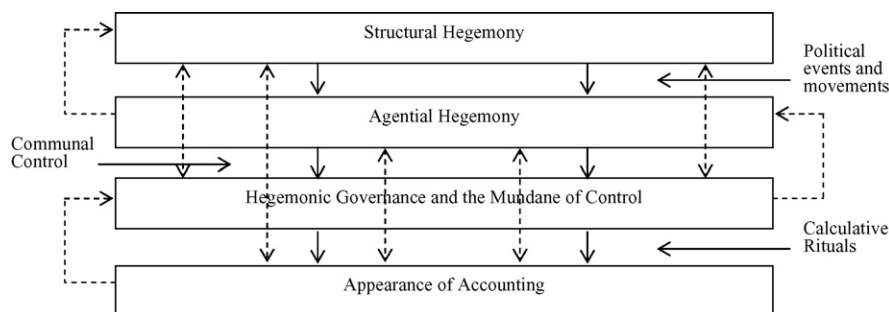 Structural Hegemony
Political
events and
movements
Agential Hegemony
Communal
Control
Hegemonic Governance and the Mundane of Control
Calculative
Rituals
Appearance of Accounting